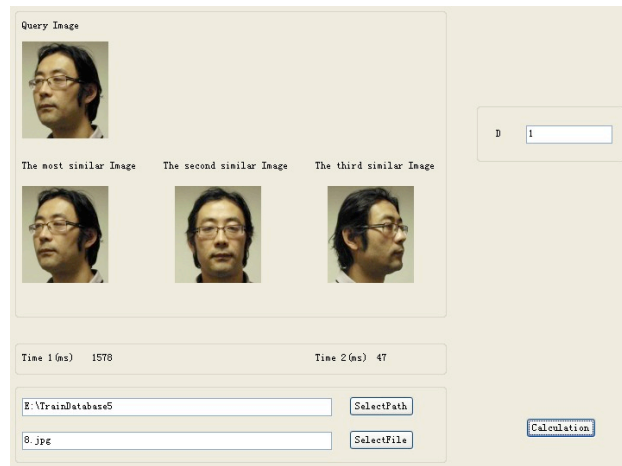 Query Image
D 1
The most similar Image The second similar Image The third similar Image
Time 1(ms) 1578 Time 2(ms) 47
E:\TrainDatabase5 SelectPath
Calculation
8.jpg SelectFile